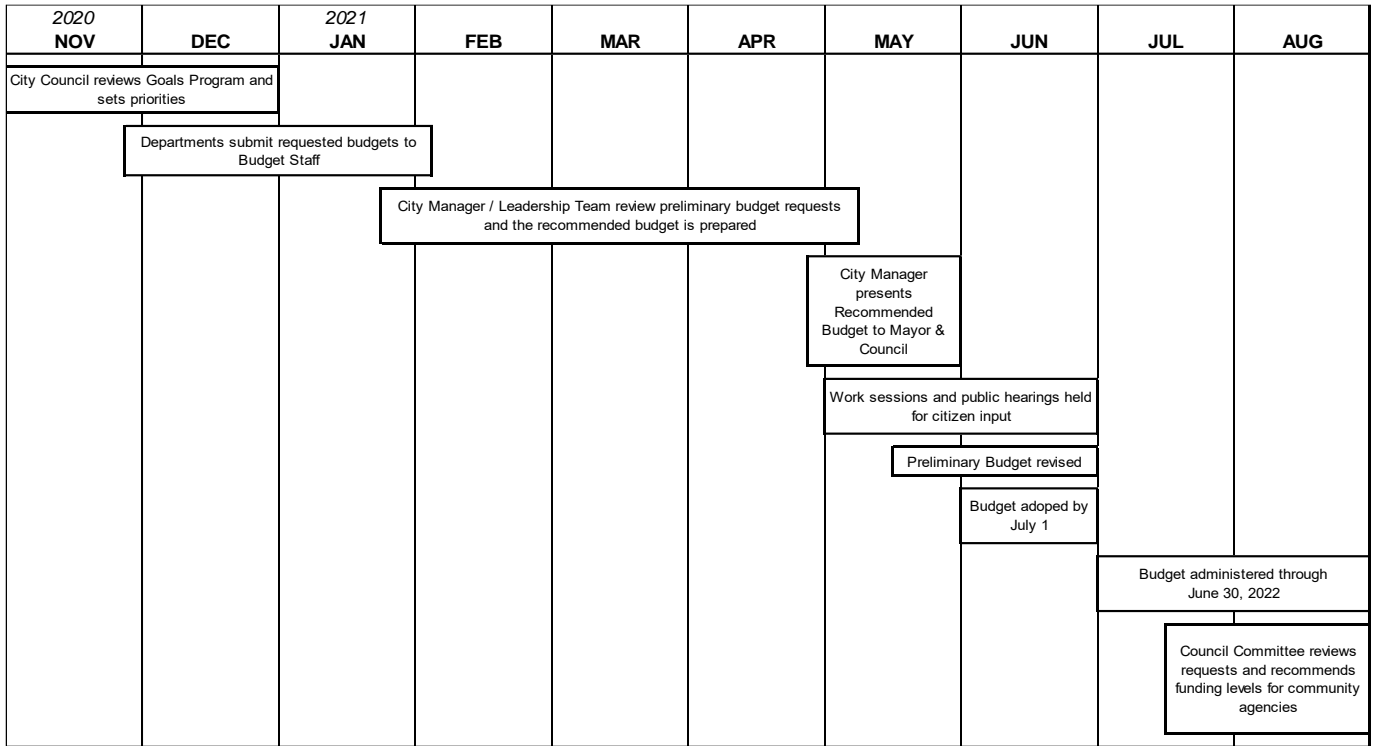 2020 2021
NOV DEC JAN FEB MAR APR MAY JUN JUL AUG
City Council reviews Goals Program and
sets priorities
Departments submit requested budgets to
Budget Staff
City Manager / Leadership Team review preliminary budget requests
and the recommended budget is prepared
City Manager
presents
Recommended
Budget to Mayor &
Council
Work sessions and public hearings held
for citizen input
Preliminary Budget revised
Budget adoped by
July 1
Budget administered through
June 30, 2022
Council Committee reviews
requests and recommends
funding levels for community
agencies